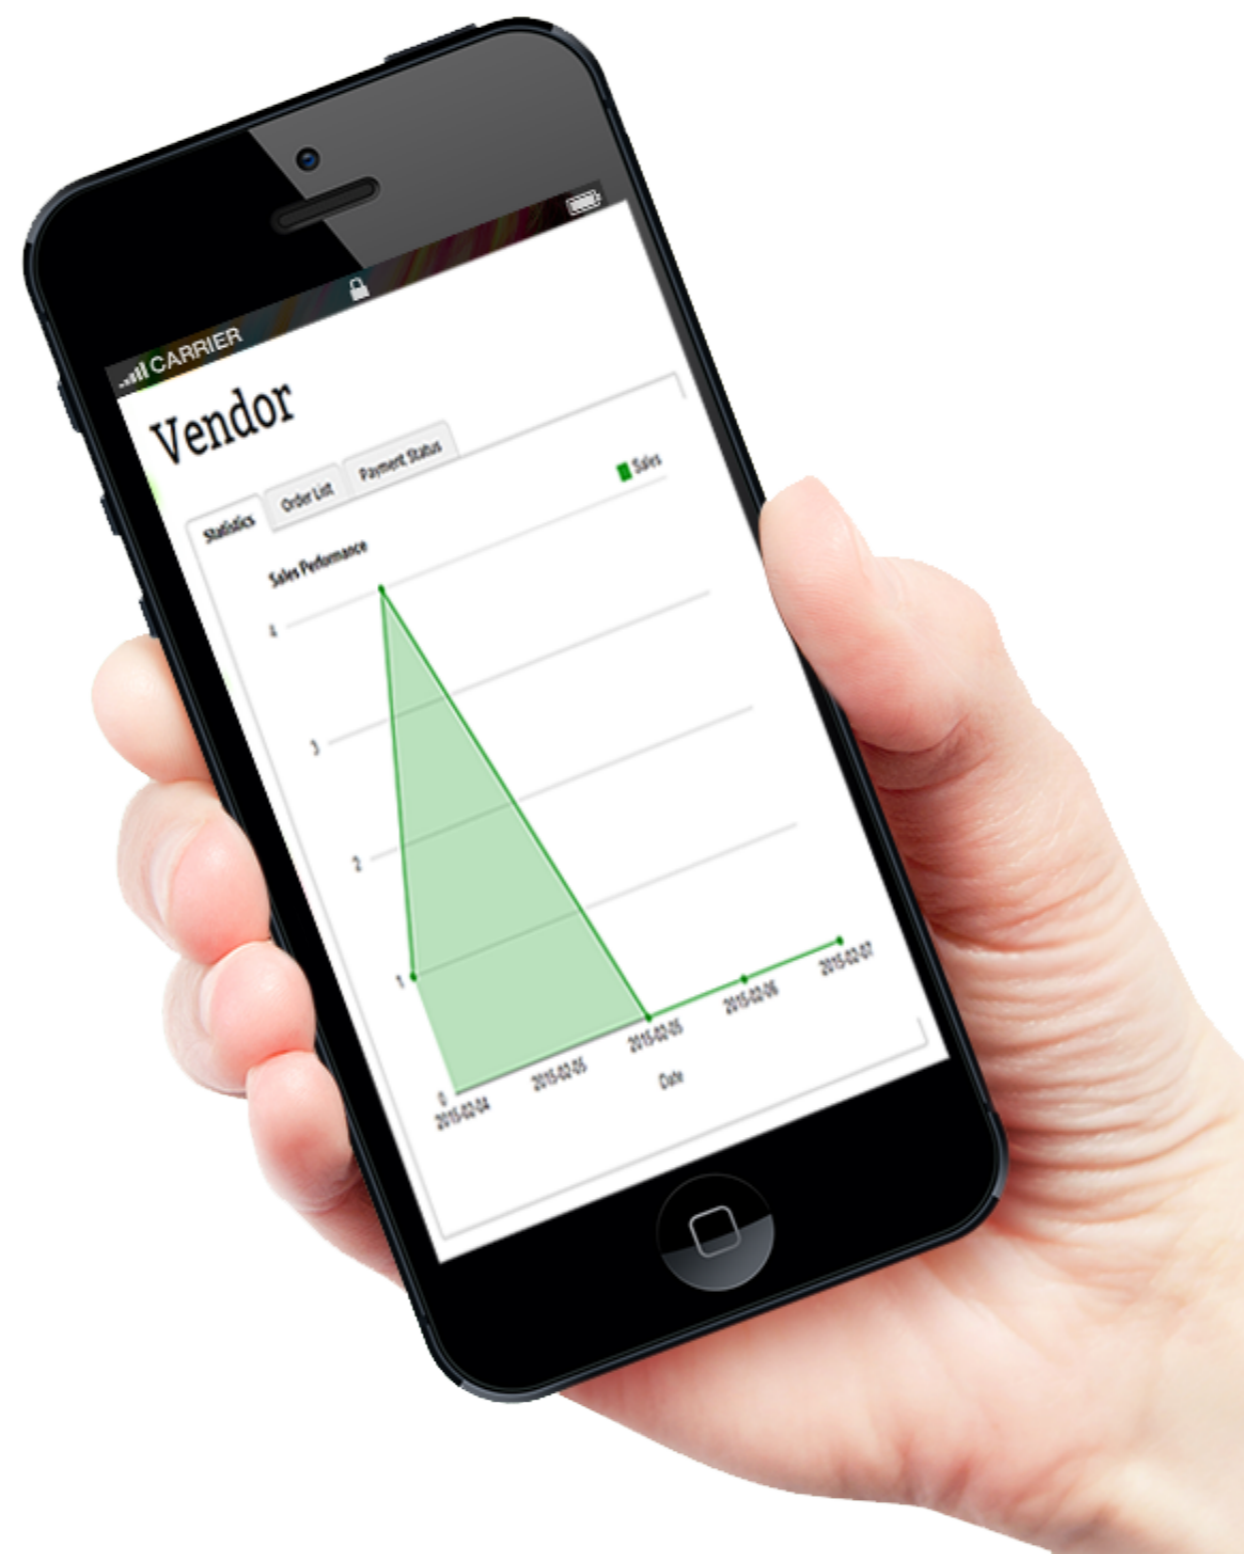 CARRIER
Vendor
Statistics
Order List
Payment Status
Sales
Sales Performance
4
3
2
1
0
2015-02-04
2015-02-05
2015-02-05
2015-02-06
2015-02-07
Date